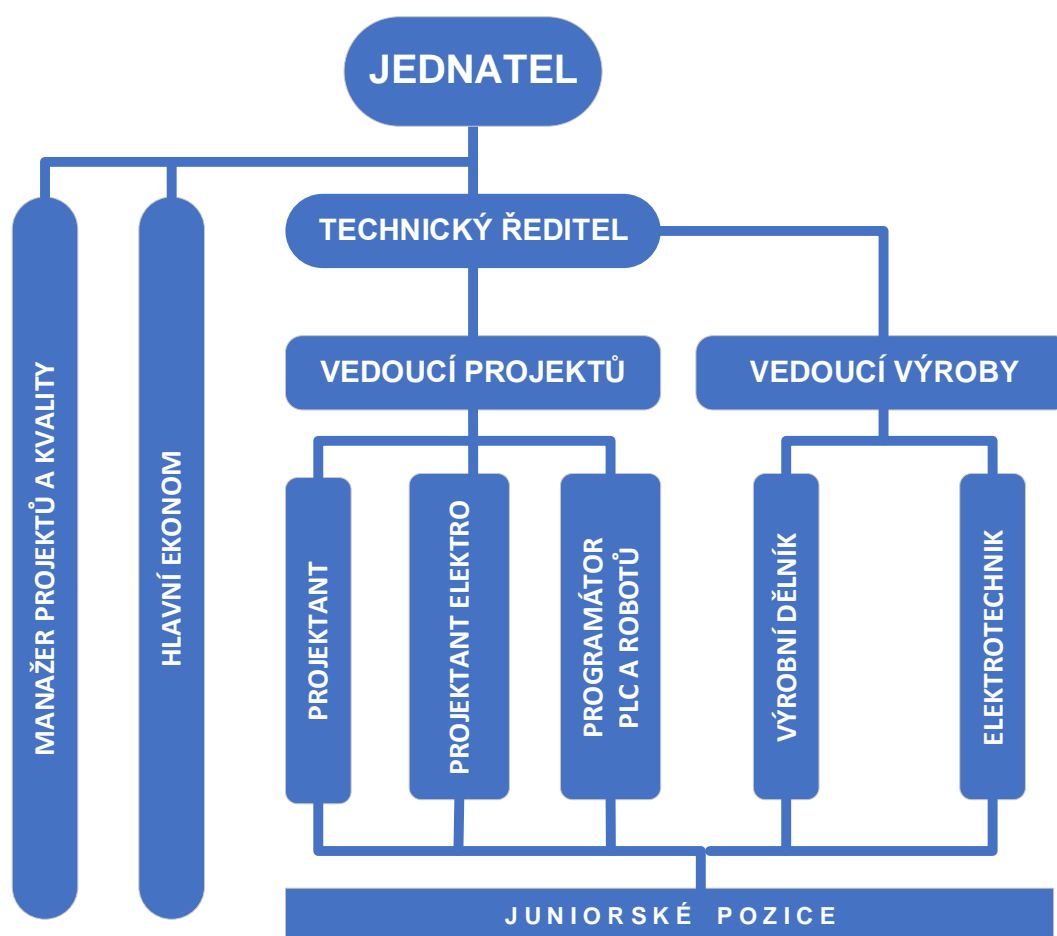 JEDNATEL
TECHNICKÝ ŘEDITEL
MANAŽER PROJEKTŮ A KVALITY
HLAVNÍ EKONOM
VEDOUCÍ PROJEKTŮ
VEDOUCÍ VÝROBY
PROJEKTANT
PROJEKTANT ELEKTRO
PROGRAMÁTOR
PLC A ROBOTŮ
VÝROBNÍ DĚLNÍK
ELEKTROTECHNIK
JUNIORSKÉ POZICE